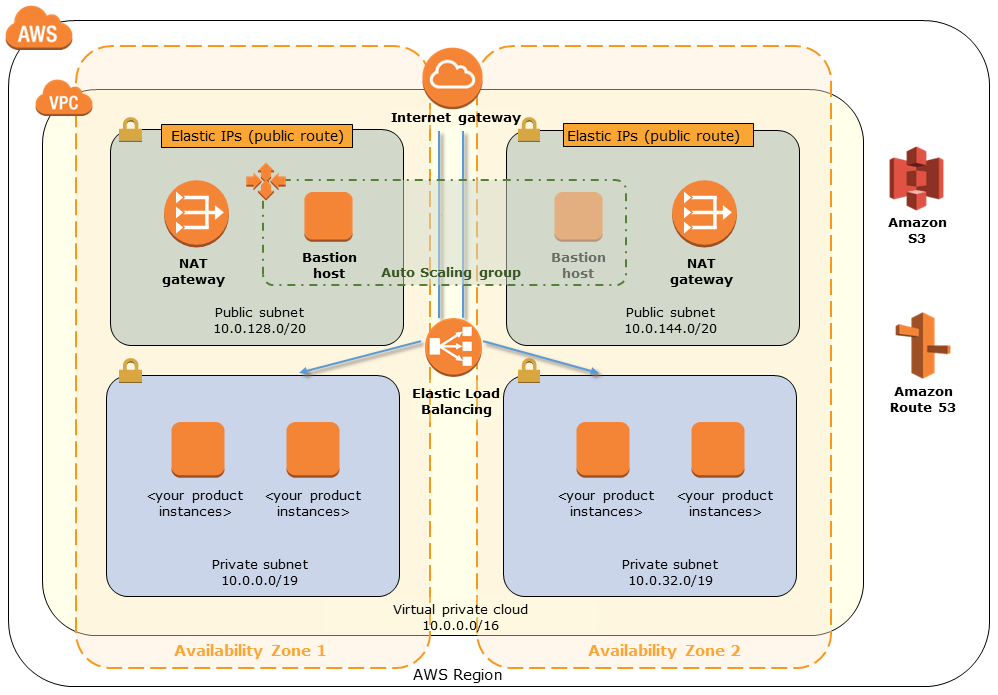 AWS
VPC
Internet gateway
Elastic IPs (public route)
Elastic IPs (public route)
NAT
gateway
Bastion
host
Auto Scaling group
Bastion
host
NAT
gateway
Public subnet
10.0.128.0/20
Public subnet
10.0.144.0/20
Amazon
S3
Elastic Load
Balancing
Amazon
Route 53
<your product
instances>
<your product
instances>
<your product
instances>
<your product
instances>
Private subnet
10.0.0.0/19
Private subnet
10.0.32.0/19
Virtual private cloud
10.0.0.0/16
Availability Zone 1
Availability Zone 2
AWS Region